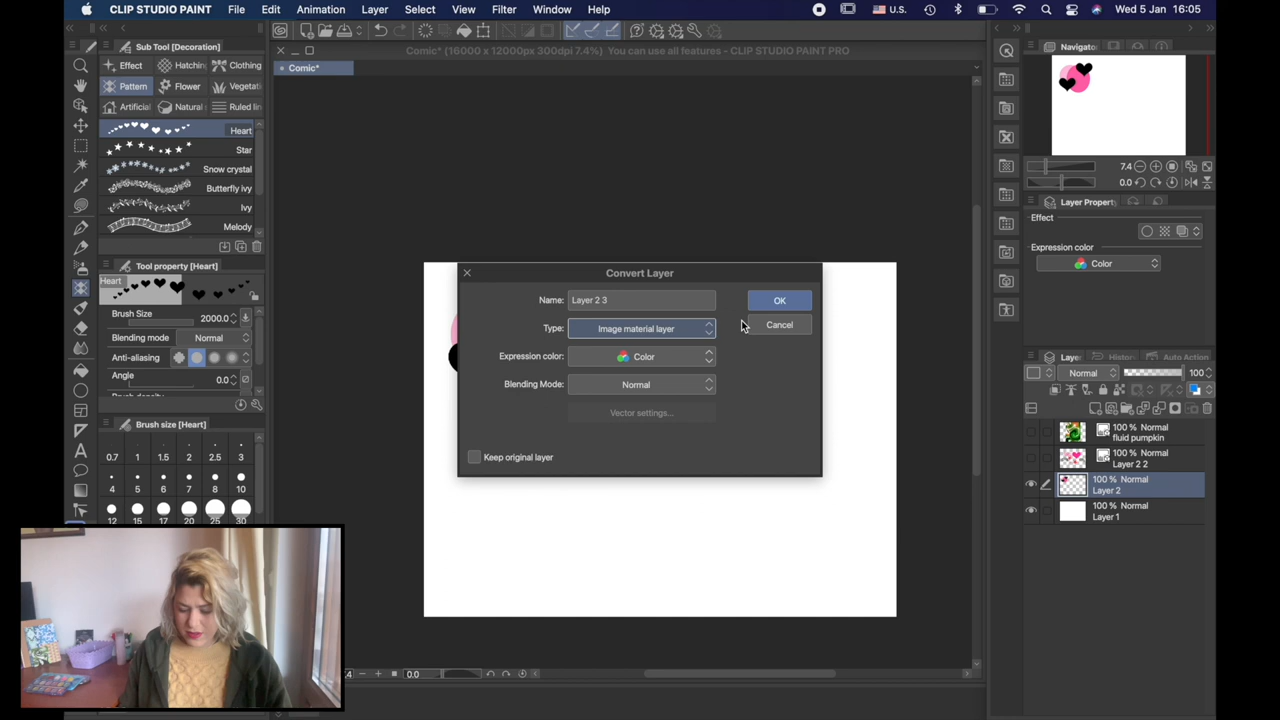 CLIP STUDIO PAINT File Edit Animation Layer Select View Filter Window Help U.S. Wed 5 Jan 16:05
Sub Tool [Decoration]
Comic* (16000 x 12000px 300dpi 7.4%) You can use all features - CLIP STUDIO PAINT PRO
Navigato
Effect Hatchin Clothing
Comic*
Pattern Flower Vegetati
Artificial Natural Ruled lin
Heart
Star
Snow crystal
Butterfly ivy
Ivy
Melody
7.4
0.0
Layer Property
Effect
Expression color
Color
Tool property [Heart]
Heart
Brush Size 2000.0
Blending mode Normal
Anti-aliasing
Angle 0.0
Convert Layer
Name: Layer 2 3 OK
Type: Image material layer Cancel
Expression color: Color
Blending Mode: Normal
Vector settings...
Keep original layer
Brush size [Heart]
0.7 1 1.5 2 2.5 3
4 5 6 7 8 10
12 15 17 20 25 30
Laye Histor Auto Action
Normal 100
100 % Normal
fluid pumpkin
100 % Normal
Layer 2 2
100 % Normal
Layer 2
100 % Normal
Layer 1
.4 0.0